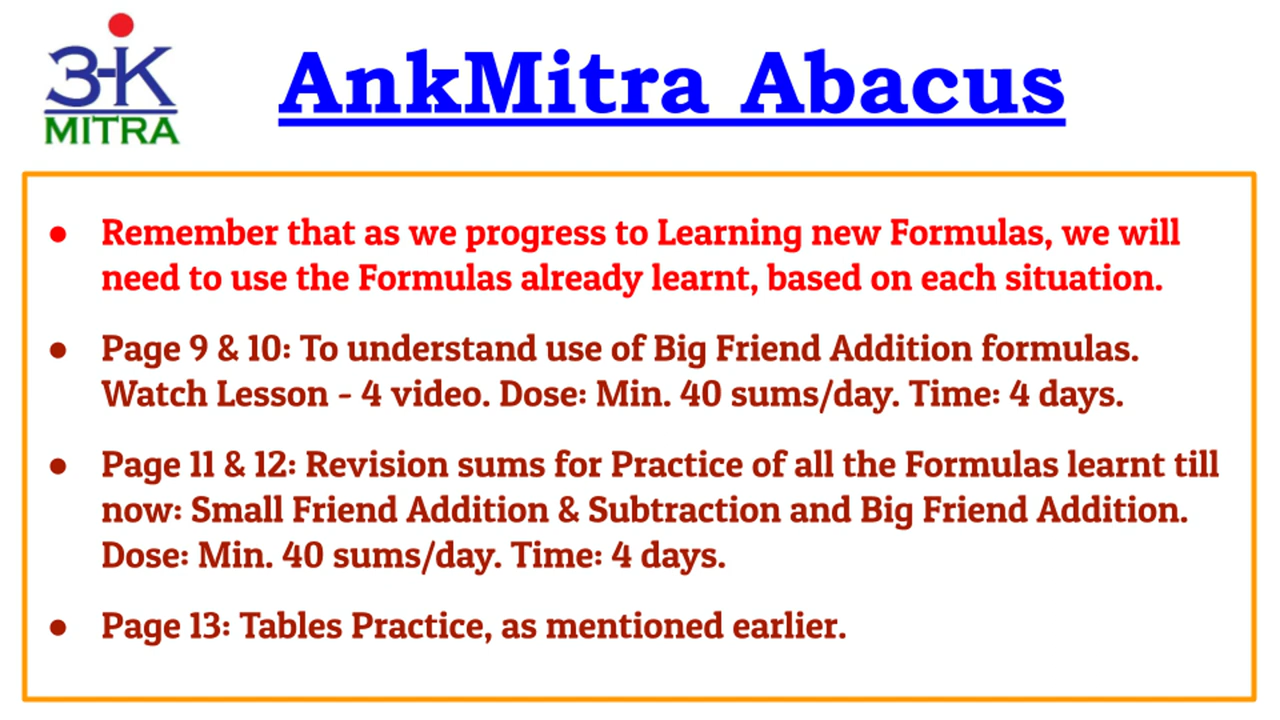 3-K
MITRA
AnkMitra Abacus
● Remember that as we progress to Learning new Formulas, we will
need to use the Formulas already learnt, based on each situation.
● Page 9 & 10: To understand use of Big Friend Addition formulas.
Watch Lesson - 4 video. Dose: Min. 40 sums/day. Time: 4 days.
● Page 11 & 12: Revision sums for Practice of all the Formulas learnt till
now: Small Friend Addition & Subtraction and Big Friend Addition.
Dose: Min. 40 sums/day. Time: 4 days.
● Page 13: Tables Practice, as mentioned earlier.